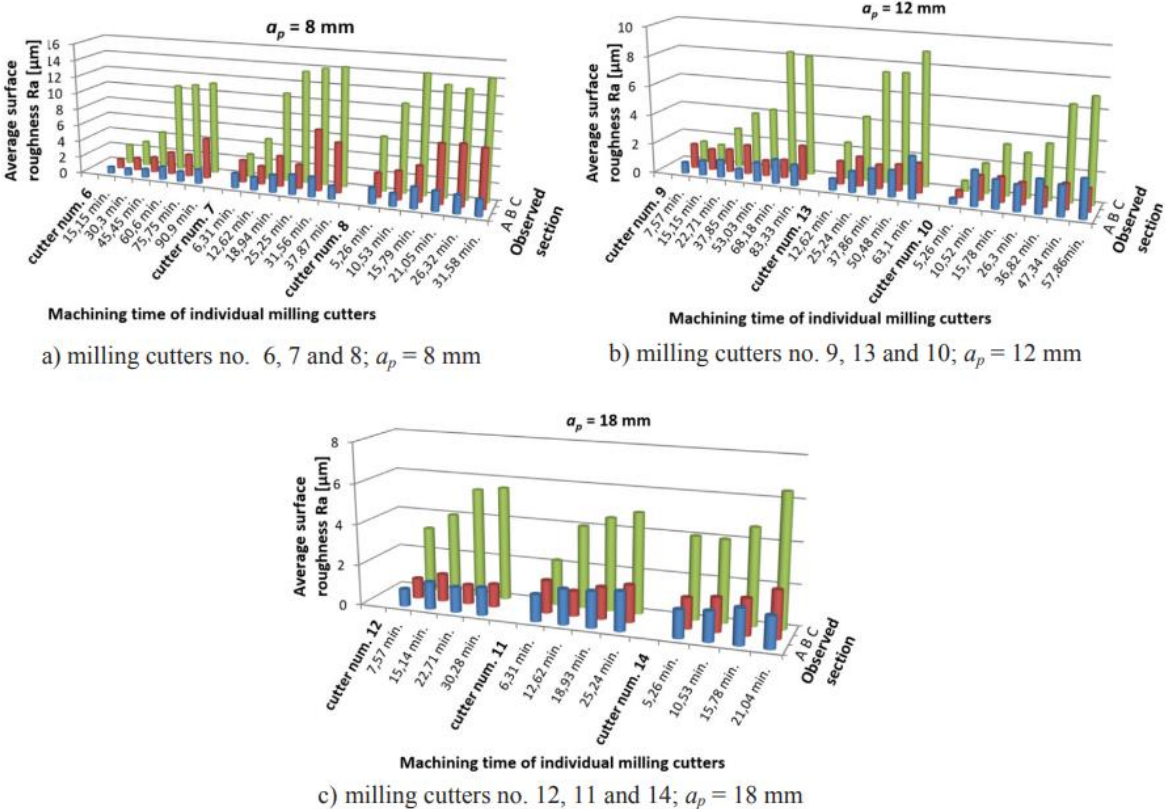 a_p = 8 mm
Average surface
roughness Ra [µm]
16
14
12
10
8
6
4
2
0
cutter num. 6
15,15 min.
30,3 min.
45,45 min.
60,6 min.
75,75 min.
90,9 min.
cutter num. 7
6,31 min.
12,62 min.
18,94 min.
25,25 min.
31,56 min.
37,87 min.
cutter num. 8
5,26 min.
10,53 min.
15,79 min.
21,05 min.
26,32 min.
31,58 min.
A B C
Observed
section
Machining time of individual milling cutters
a) milling cutters no. 6, 7 and 8; a_p = 8 mm
a_p = 12 mm
Average surface
roughness Ra [µm]
10
8
6
4
2
0
cutter num. 9
7,57 min.
15,15 min.
22,71 min.
37,85 min.
53,03 min.
68,18 min.
83,33 min.
cutter num. 13
12,62 min.
25,24 min.
37,86 min.
50,48 min.
63,1 min.
cutter num. 10
5,26 min.
10,52 min.
15,78 min.
26,3 min.
36,82 min.
47,34 min.
57,86min.
A B C
Observed
section
Machining time of individual milling cutters
b) milling cutters no. 9, 13 and 10; a_p = 12 mm
a_p = 18 mm
Average surface
roughness Ra [µm]
8
6
4
2
0
cutter num. 12
7,57 min.
15,14 min.
22,71 min.
30,28 min.
cutter num. 11
6,31 min.
12,62 min.
18,93 min.
25,24 min.
cutter num. 14
5,26 min.
10,53 min.
15,78 min.
21,04 min.
A B C
Observed
section
Machining time of individual milling cutters
c) milling cutters no. 12, 11 and 14; a_p = 18 mm